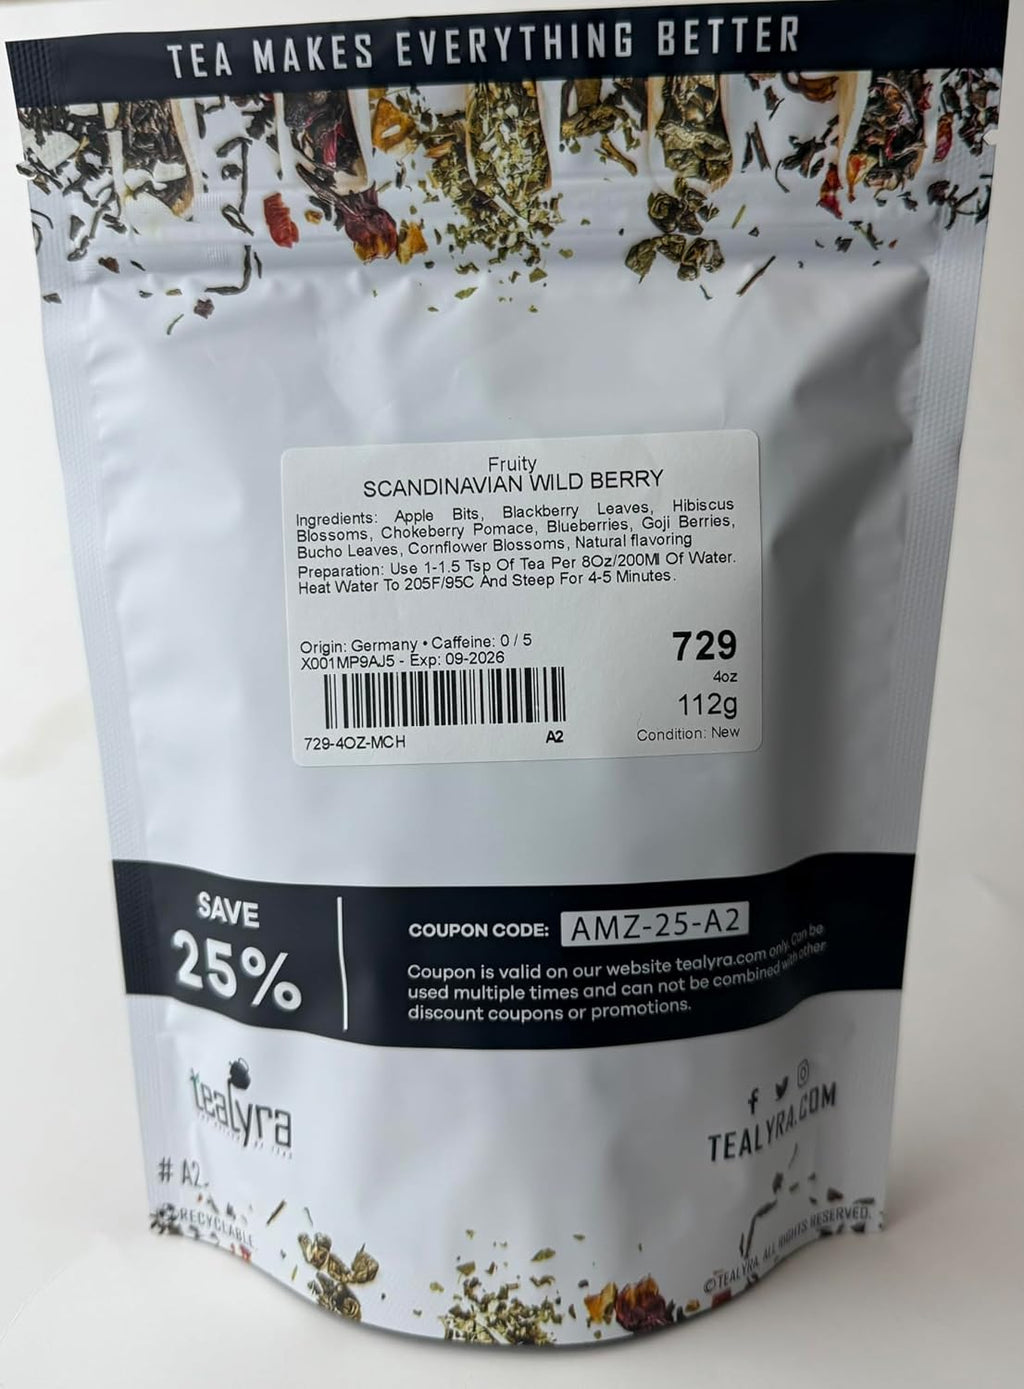 TEA MAKES EVERYTHING BETTER
Fruity
SCANDINAVIAN WILD BERRY
Ingredients: Apple Bits, Blackberry Leaves, Hibiscus
Blossoms, Chokeberry Pomace, Blueberries, Goji Berries,
Bucho Leaves, Cornflower Blossoms, Natural flavoring
Preparation: Use 1-1.5 Tsp Of Tea Per 8Oz/200Ml Of Water.
Heat Water To 205F/95C And Steep For 4-5 Minutes.
Origin: Germany • Caffeine: 0 / 5
X001MP9AJ5 - Exp: 09-2026
729
4oz
112g
729-4OZ-MCH A2
Condition: New
SAVE
25%
COUPON CODE: AMZ-25-A2
Coupon is valid on our website tealyra.com only. Can be
used multiple times and can not be combined with other
discount coupons or promotions.
tealyra
TEALYRA.COM
# A2.
RECYCLABLE
©TEALYRA. ALL RIGHTS RESERVED.